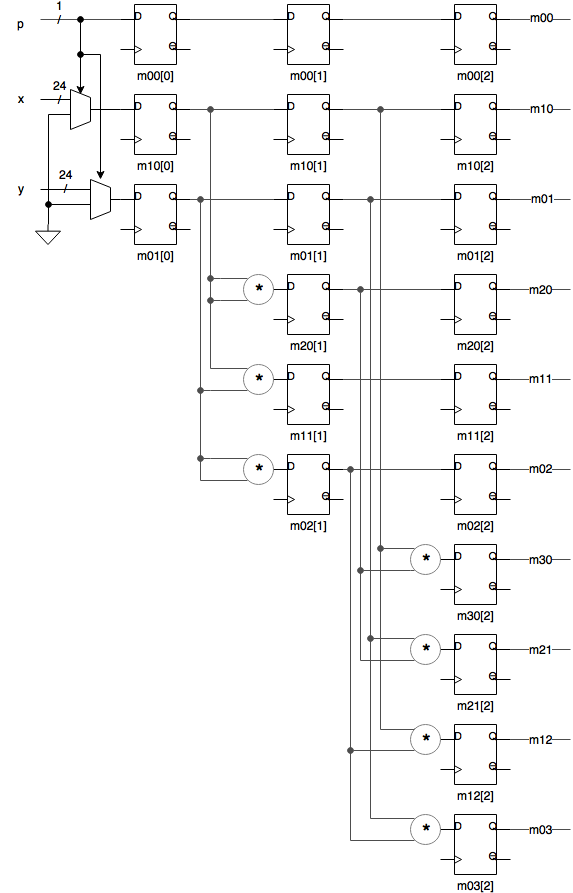 1
p
D Q D Q D Q m00
Q Q Q
m00[0] m00[1] m00[2]
24
x
D Q D Q D Q m10
Q Q Q
m10[0] m10[1] m10[2]
24
y
D Q D Q D Q m01
Q Q Q
m01[0] m01[1] m01[2]
* D Q D Q m20
Q Q
m20[1] m20[2]
* D Q D Q m11
Q Q
m11[1] m11[2]
* D Q D Q m02
Q Q
m02[1] m02[2]
* D Q m30
Q
m30[2]
* D Q m21
Q
m21[2]
* D Q m12
Q
m12[2]
* D Q m03
Q
m03[2]